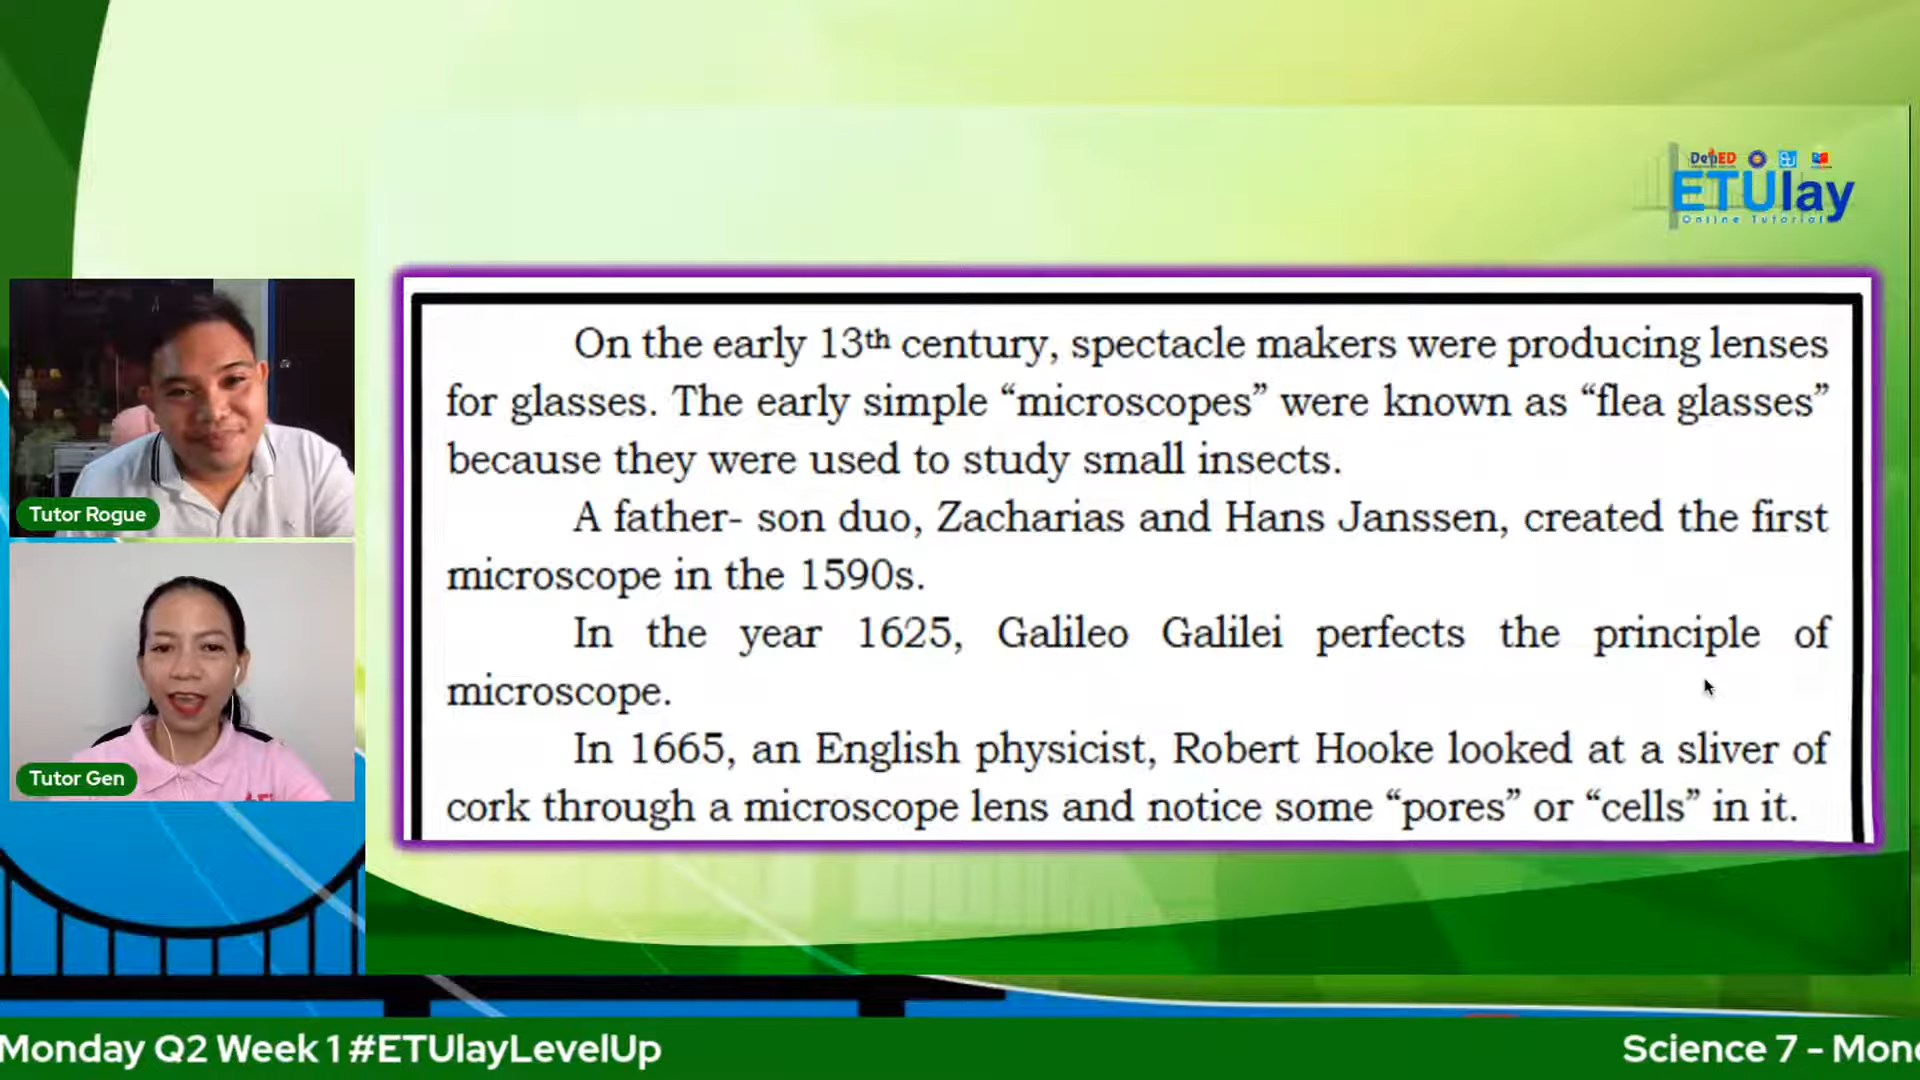 DepED
ETUlay
Online Tutorial
On the early 13th century, spectacle makers were producing lenses
for glasses. The early simple “microscopes” were known as “flea glasses”
because they were used to study small insects.
A father- son duo, Zacharias and Hans Janssen, created the first
microscope in the 1590s.
In the year 1625, Galileo Galilei perfects the principle of
microscope.
In 1665, an English physicist, Robert Hooke looked at a sliver of
cork through a microscope lens and notice some “pores” or “cells” in it.
Tutor Rogue
Tutor Gen
Monday Q2 Week 1 #ETUlayLevelUp
Science 7 - Mon